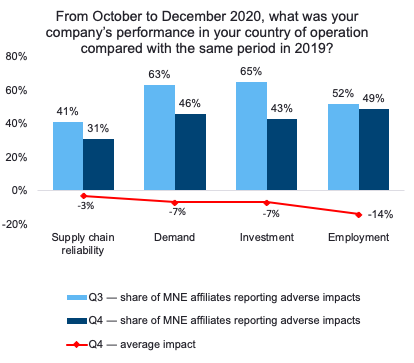 From October to December 2020, what was your
company's performance in your country of operation
compared with the same period in 2019?
80%
60%
40%
20%
0%
-20%
41%
31%
63%
46%
65%
43%
52%
49%
-3%
-7%
-7%
-14%
Supply chain
reliability
Demand
Investment
Employment
Q3 — share of MNE affiliates reporting adverse impacts
Q4 — share of MNE affiliates reporting adverse impacts
Q4 — average impact